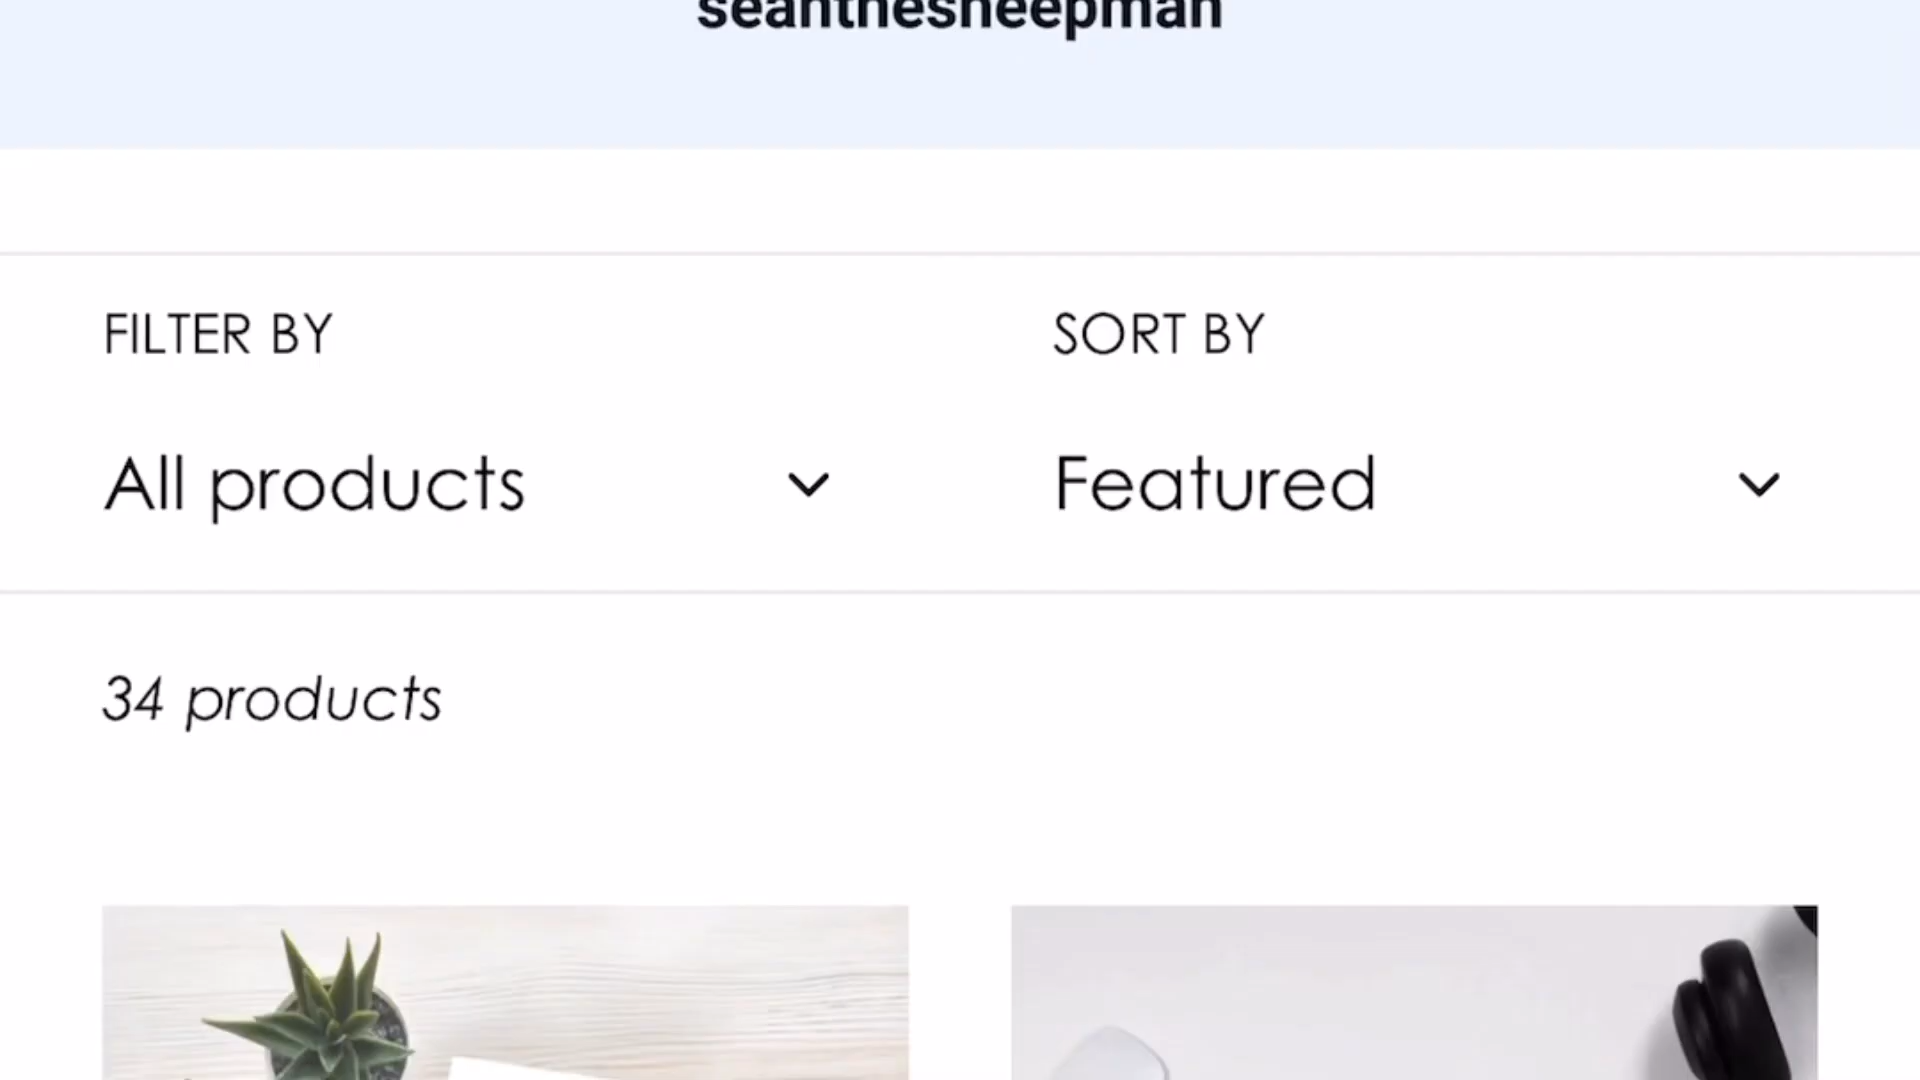 seanthesheepman
FILTER BY
SORT BY
All products
Featured
34 products